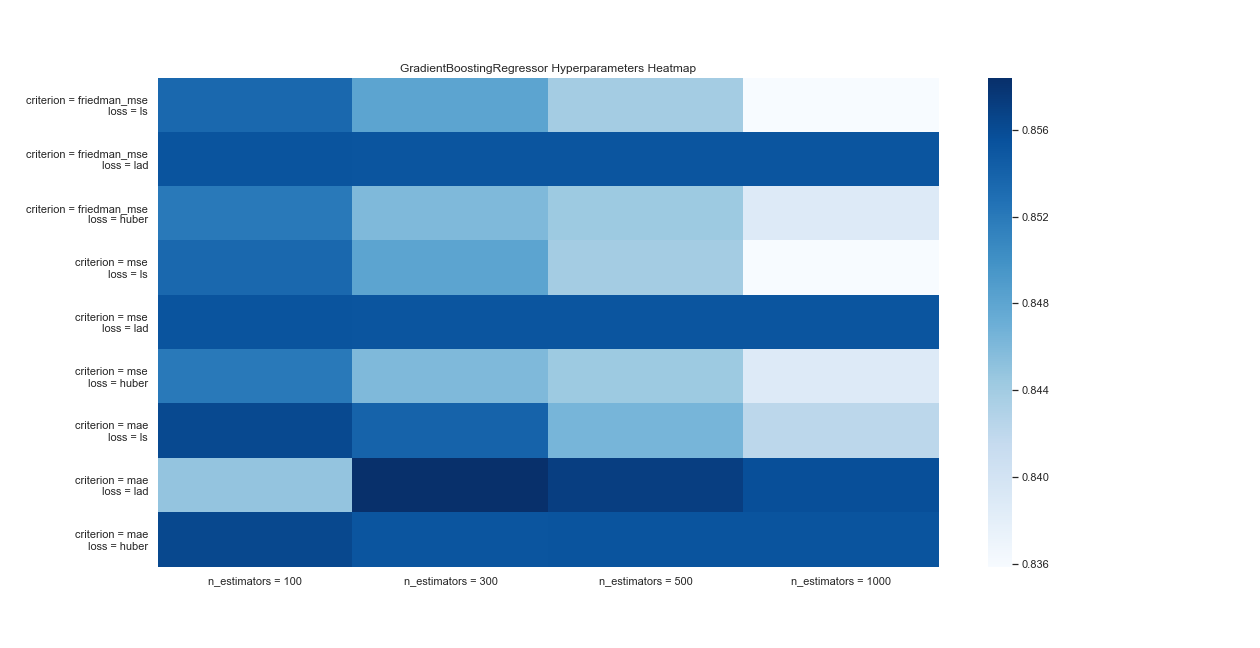 GradientBoostingRegressor Hyperparameters Heatmap
criterion = friedman_mse
loss = ls
criterion = friedman_mse
loss = lad
criterion = friedman_mse
loss = huber
criterion = mse
loss = ls
criterion = mse
loss = lad
criterion = mse
loss = huber
criterion = mae
loss = ls
criterion = mae
loss = lad
criterion = mae
loss = huber
n_estimators = 100
n_estimators = 300
n_estimators = 500
n_estimators = 1000
0.856
0.852
0.848
0.844
0.840
0.836